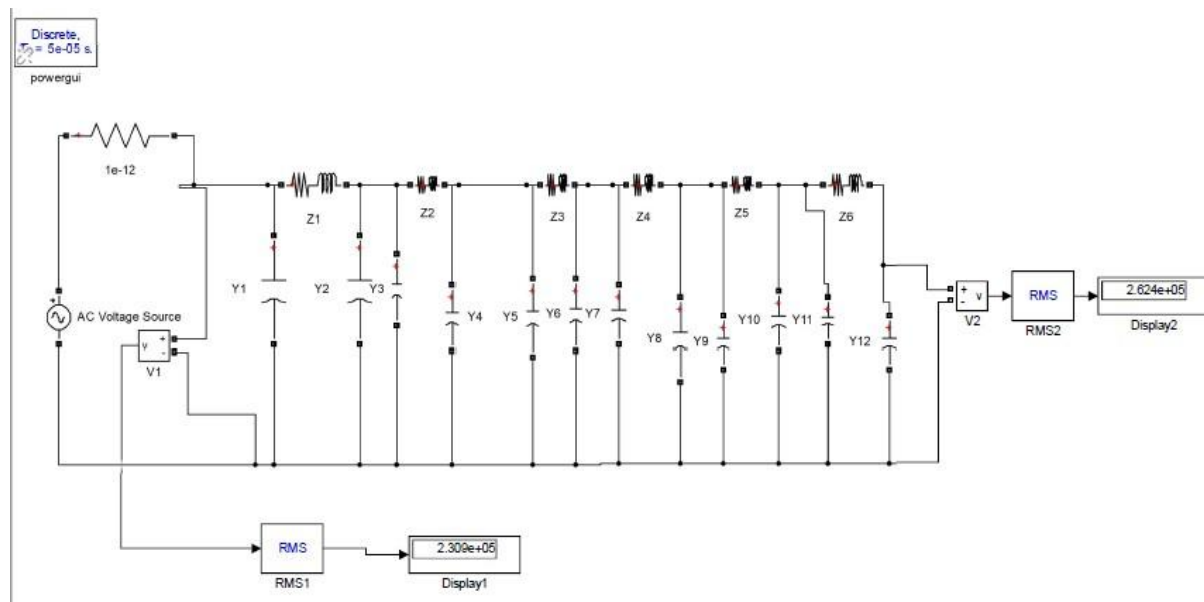 Discrete,
Ts = 5e-05 s.
powergui
1e-12
Z1
Z2
Z3
Z4
Z5
Z6
Y1
Y2
Y3
Y4
Y5
Y6
Y7
Y8
Y9
Y10
Y11
Y12
+
AC Voltage Source
+
v
-
V1
+
v
-
V2
RMS
RMS2
2.624e+05
Display2
RMS
RMS1
2.309e+05
Display1